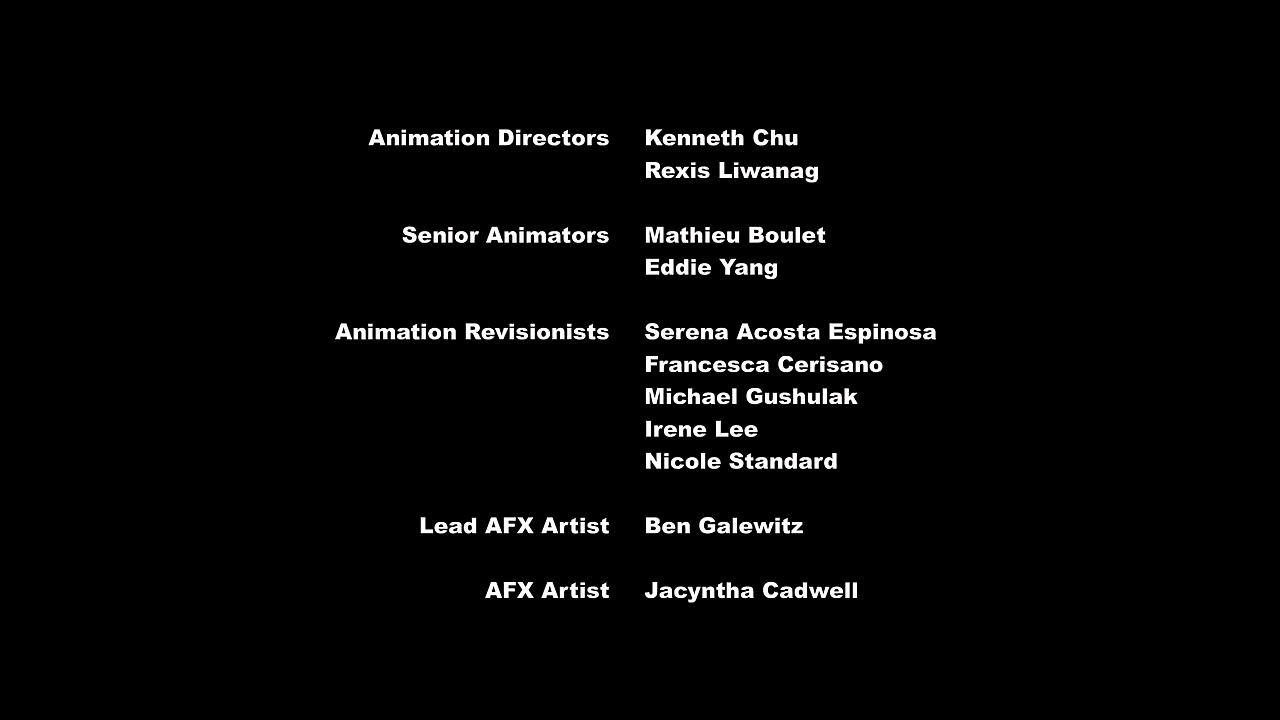 Animation Directors Kenneth Chu
Rexis Liwanag
Senior Animators Mathieu Boulet
Eddie Yang
Animation Revisionists Serena Acosta Espinosa
Francesca Cerisano
Michael Gushulak
Irene Lee
Nicole Standard
Lead AFX Artist Ben Galewitz
AFX Artist Jacyntha Cadwell